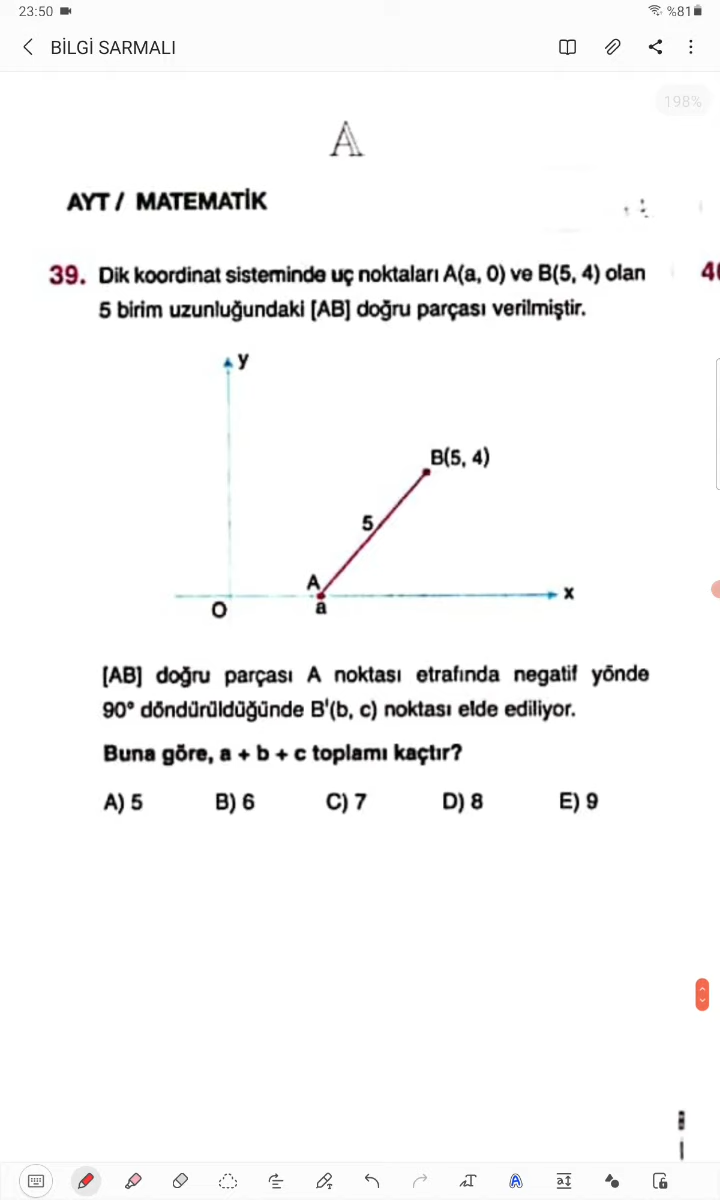 23:50
%81
BİLGİ SARMALI
198%
A
AYT / MATEMATİK
39. Dik koordinat sisteminde uç noktaları A(a, 0) ve B(5, 4) olan
5 birim uzunluğundaki [AB] doğru parçası verilmiştir.
y
B(5, 4)
5
A
x
O
a
[AB] doğru parçası A noktası etrafında negatif yönde
90° döndürüldüğünde B'(b, c) noktası elde ediliyor.
Buna göre, a + b + c toplamı kaçtır?
A) 5 B) 6 C) 7 D) 8 E) 9